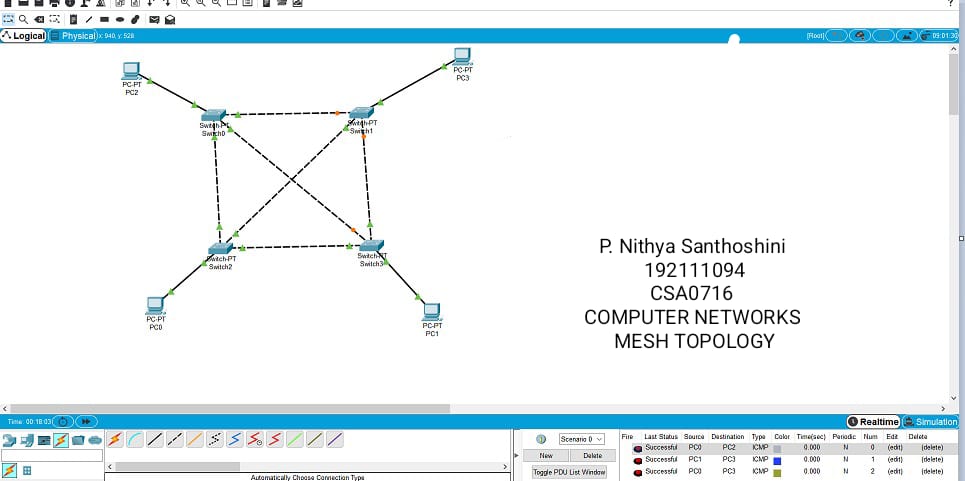 ?
Logical
Physical
x: 940, y: 528
[Root]
09:01:30
PC-PT
PC2
PC-PT
PC3
Switch-PT
Switch0
Switch-PT
Switch1
Switch-PT
Switch2
Switch-PT
Switch3
PC-PT
PC0
PC-PT
PC1
P. Nithya Santhoshini
192111094
CSA0716
COMPUTER NETWORKS
MESH TOPOLOGY
Time: 00:18:03
Realtime
Simulation
Automatically Choose Connection Type
Scenario 0
New Delete
Toggle PDU List Window
Fire Last Status Source Destination Type Color Time(sec) Periodic Num Edit Delete
Successful PC0 PC2 ICMP 0.000 N 0 (edit) (delete)
Successful PC1 PC3 ICMP 0.000 N 1 (edit) (delete)
Successful PC0 PC3 ICMP 0.000 N 2 (edit) (delete)